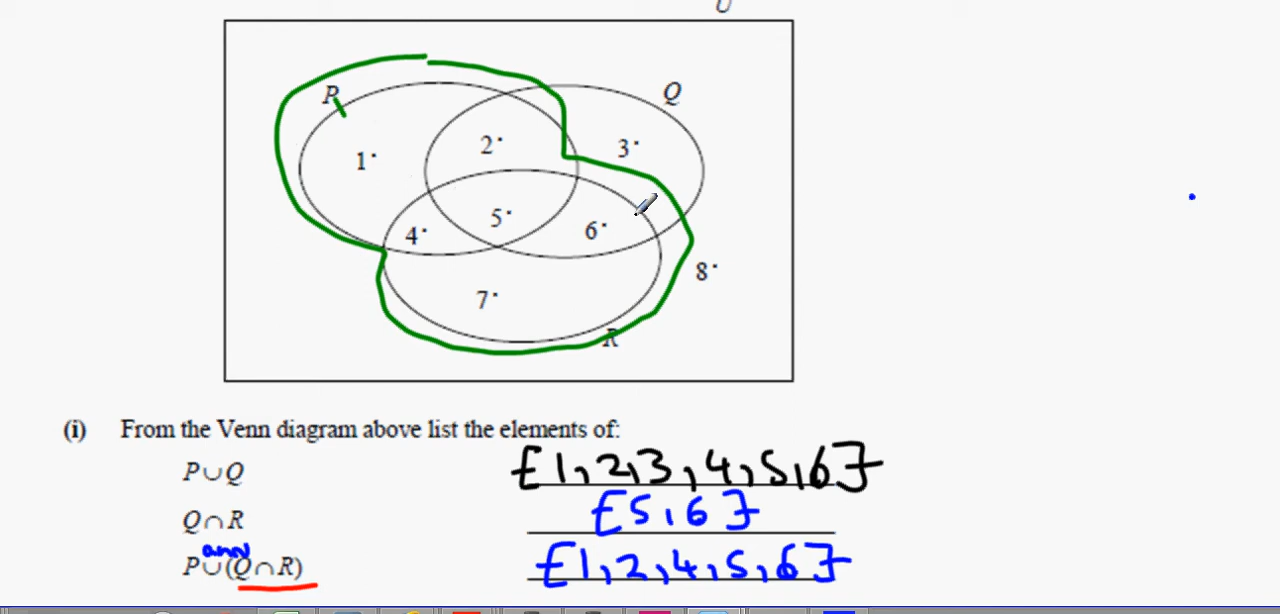 U
R Q
1 2 3
4 5 6
7 8
R
(i) From the Venn diagram above list the elements of:
P∪Q {1,2,3,4,5,6}
Q∩R {5,6}
and
P∪(Q∩R) {1,2,4,5,6}